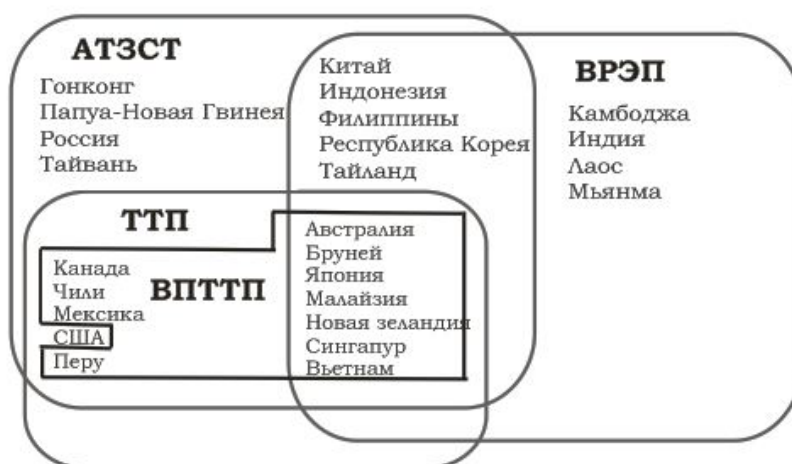 АТЗСТ
Гонконг
Папуа-Новая Гвинея
Россия
Тайвань
Китай
Индонезия
Филиппины
Республика Корея
Тайланд
ВРЭП
Камбоджа
Индия
Лаос
Мьянма
ТТП
ВПТТП
Канада
Чили
Мексика
США
Перу
Австралия
Бруней
Япония
Малайзия
Новая зеландия
Сингапур
Вьетнам